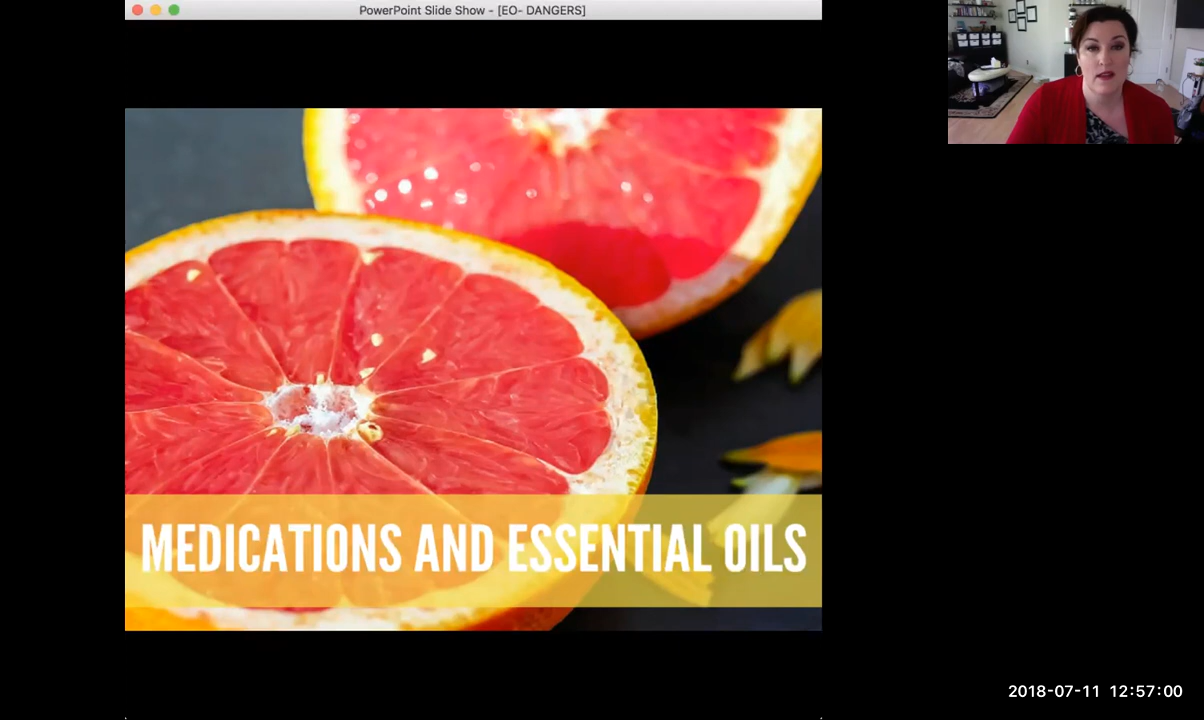 PowerPoint Slide Show - [EO- DANGERS]
MEDICATIONS AND ESSENTIAL OILS
2018-07-11 12:57:00